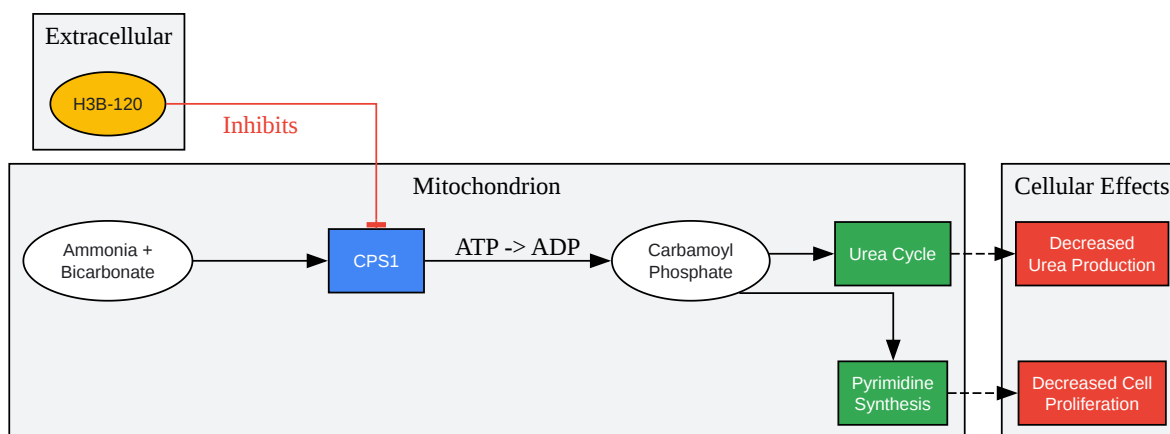 Extracellular
H3B-120
Inhibits
Mitochondrion
Cellular Effects
Ammonia +
Bicarbonate
CPS1
ATP -> ADP
Carbamoyl
Phosphate
Urea Cycle
Decreased
Urea Production
Pyrimidine
Synthesis
Decreased Cell
Proliferation